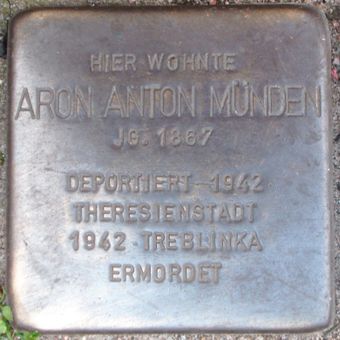 HIER WOHNTE
ARON ANTON MÜNDEN
JG. 1867
DEPORTIERT 1942
THERESIENSTADT
1942 TREBLINKA
ERMORDET